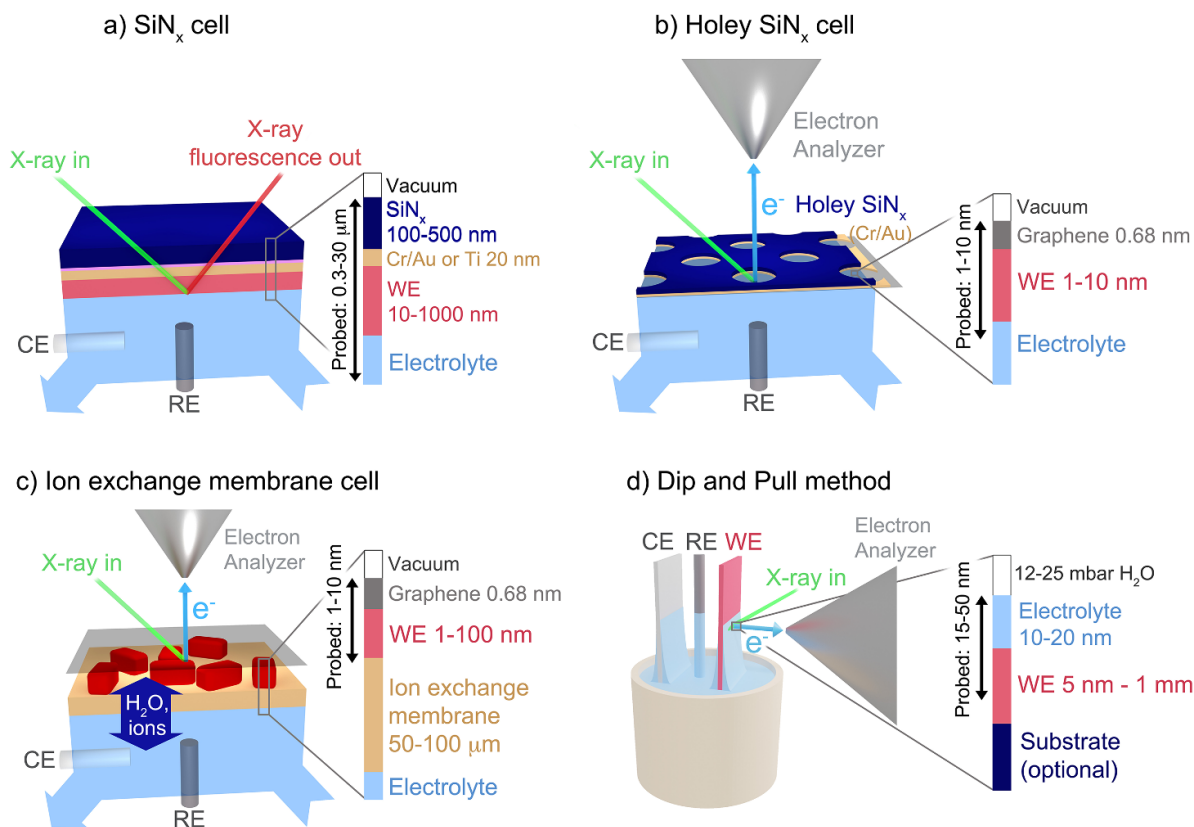 a) SiNₓ cell
X-ray in
X-ray
fluorescence out
CE
RE
Probed: 0.3-30 μm
Vacuum
SiNₓ
100-500 nm
Cr/Au or Ti 20 nm
WE
10-1000 nm
Electrolyte
b) Holey SiNₓ cell
Electron
Analyzer
X-ray in
e⁻
Holey SiNₓ
(Cr/Au)
CE
RE
Probed: 1-10 nm
Vacuum
Graphene 0.68 nm
WE 1-10 nm
Electrolyte
c) Ion exchange membrane cell
Electron
Analyzer
X-ray in
e⁻
H₂O,
ions
CE
RE
Probed: 1-10 nm
Vacuum
Graphene 0.68 nm
WE 1-100 nm
Ion exchange
membrane
50-100 μm
Electrolyte
d) Dip and Pull method
CE
RE
WE
Electron
Analyzer
X-ray in
e⁻
Probed: 15-50 nm
12-25 mbar H₂O
Electrolyte
10-20 nm
WE 5 nm - 1 mm
Substrate
(optional)